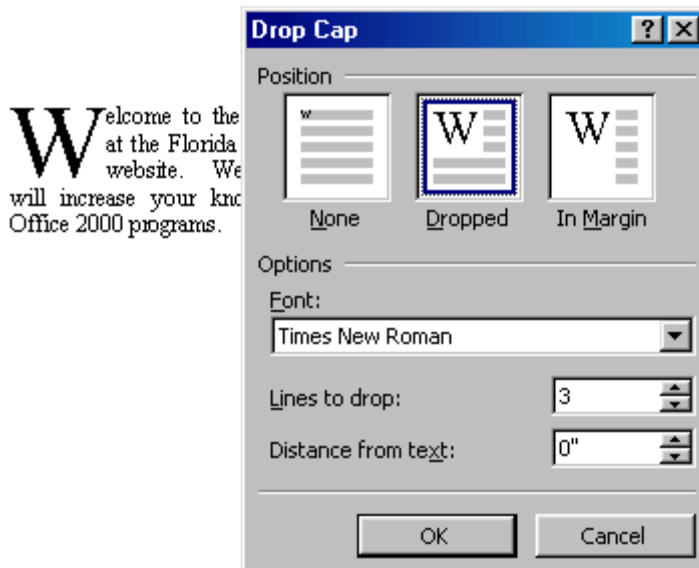 Drop Cap
Position
Welcome to the
at the Florida
website. We
will increase your
Office 2000 programs.
W
W
W
None
Dropped
In Margin
Options
Font:
Times New Roman
Lines to drop:
3
Distance from text:
0"
OK
Cancel